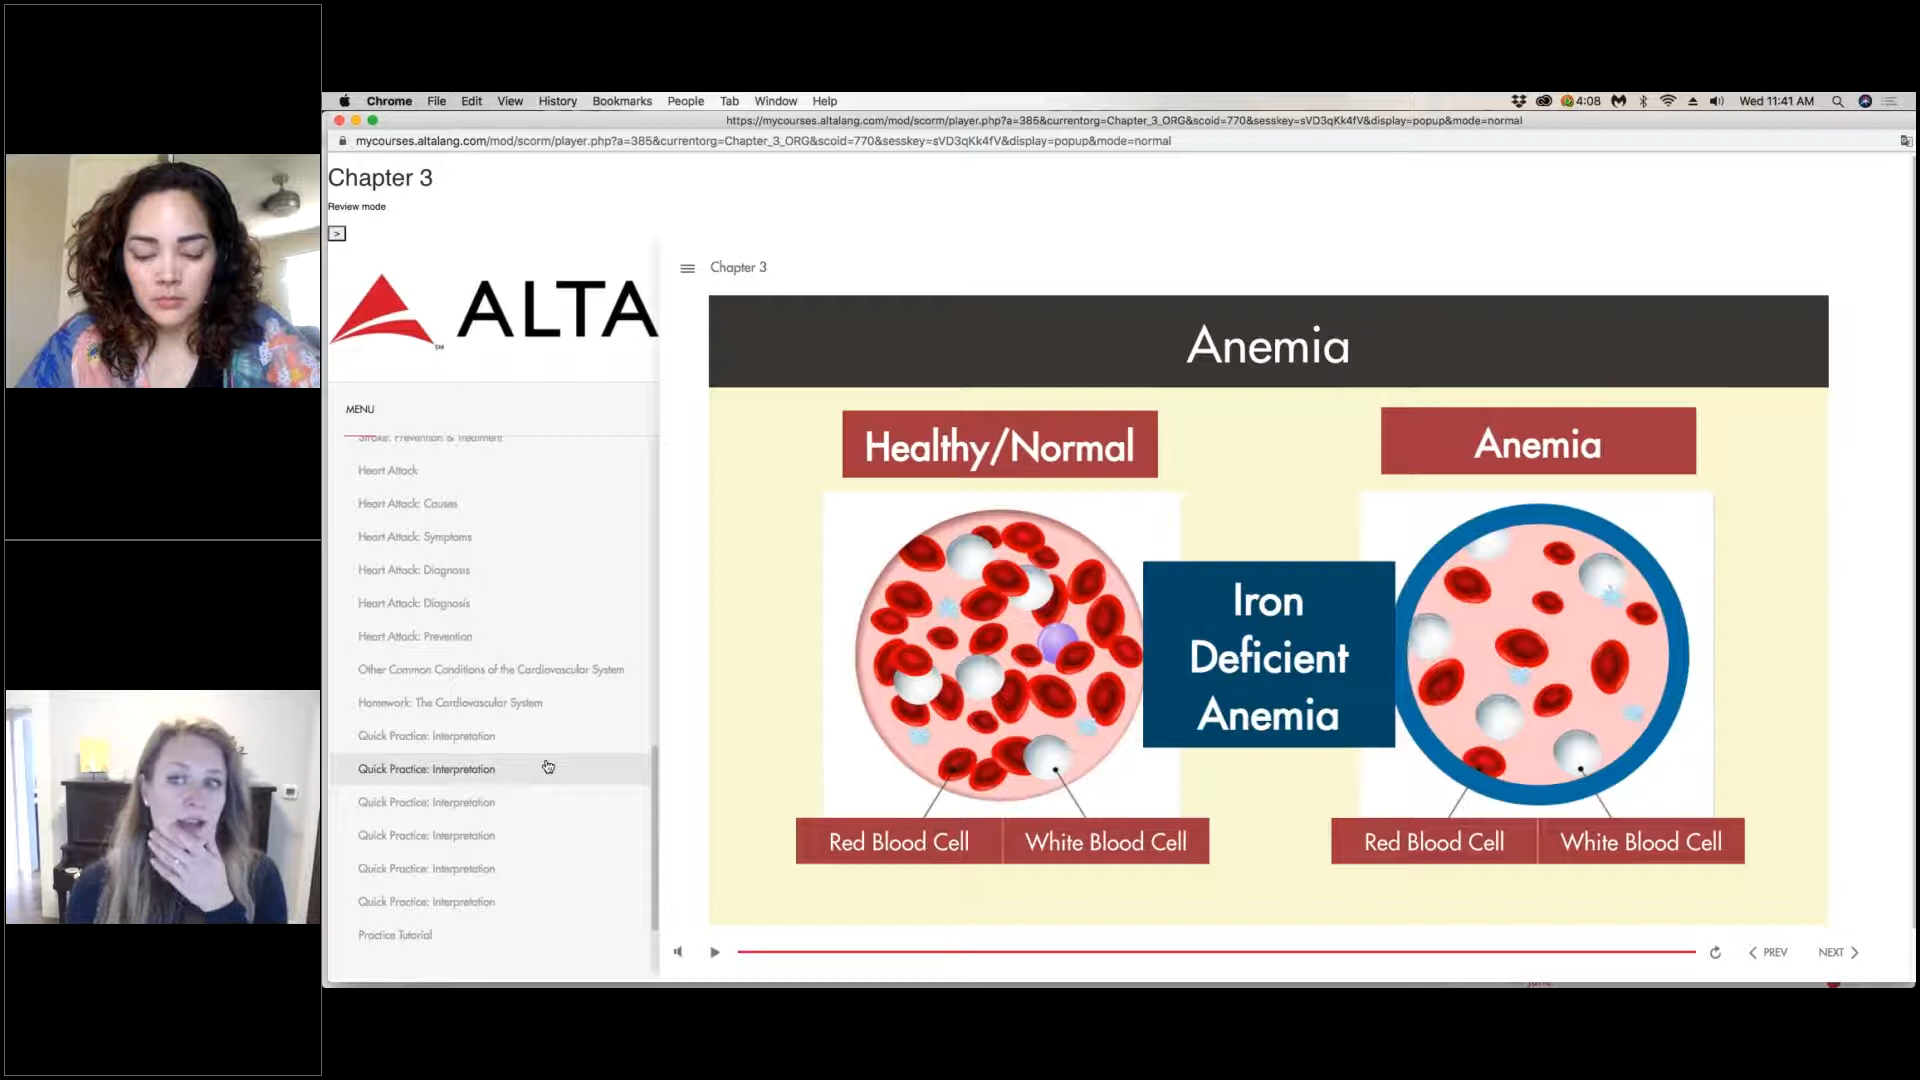 Chrome File Edit View History Bookmarks People Tab Window Help 4:08 Wed 11:41 AM
https://mycourses.altalang.com/mod/scorm/player.php?a=385&currentorg=Chapter_3_ORG&scoid=770&sesskey=sVD3qKk4fV&display=popup&mode=normal
mycourses.altalang.com/mod/scorm/player.php?a=385&currentorg=Chapter_3_ORG&scoid=770&sesskey=sVD3qKk4fV&display=popup&mode=normal
Chapter 3
Review mode
>
ALTA
SM
MENU
Stroke: Prevention & Treatment
Heart Attack
Heart Attack: Causes
Heart Attack: Symptoms
Heart Attack: Diagnosis
Heart Attack: Diagnosis
Heart Attack: Prevention
Other Common Conditions of the Cardiovascular System
Homework: The Cardiovascular System
Quick Practice: Interpretation
Quick Practice: Interpretation
Quick Practice: Interpretation
Quick Practice: Interpretation
Quick Practice: Interpretation
Quick Practice: Interpretation
Practice Tutorial
Chapter 3
Anemia
Healthy/Normal
Anemia
Iron
Deficient
Anemia
Red Blood Cell White Blood Cell
Red Blood Cell White Blood Cell
PREV NEXT